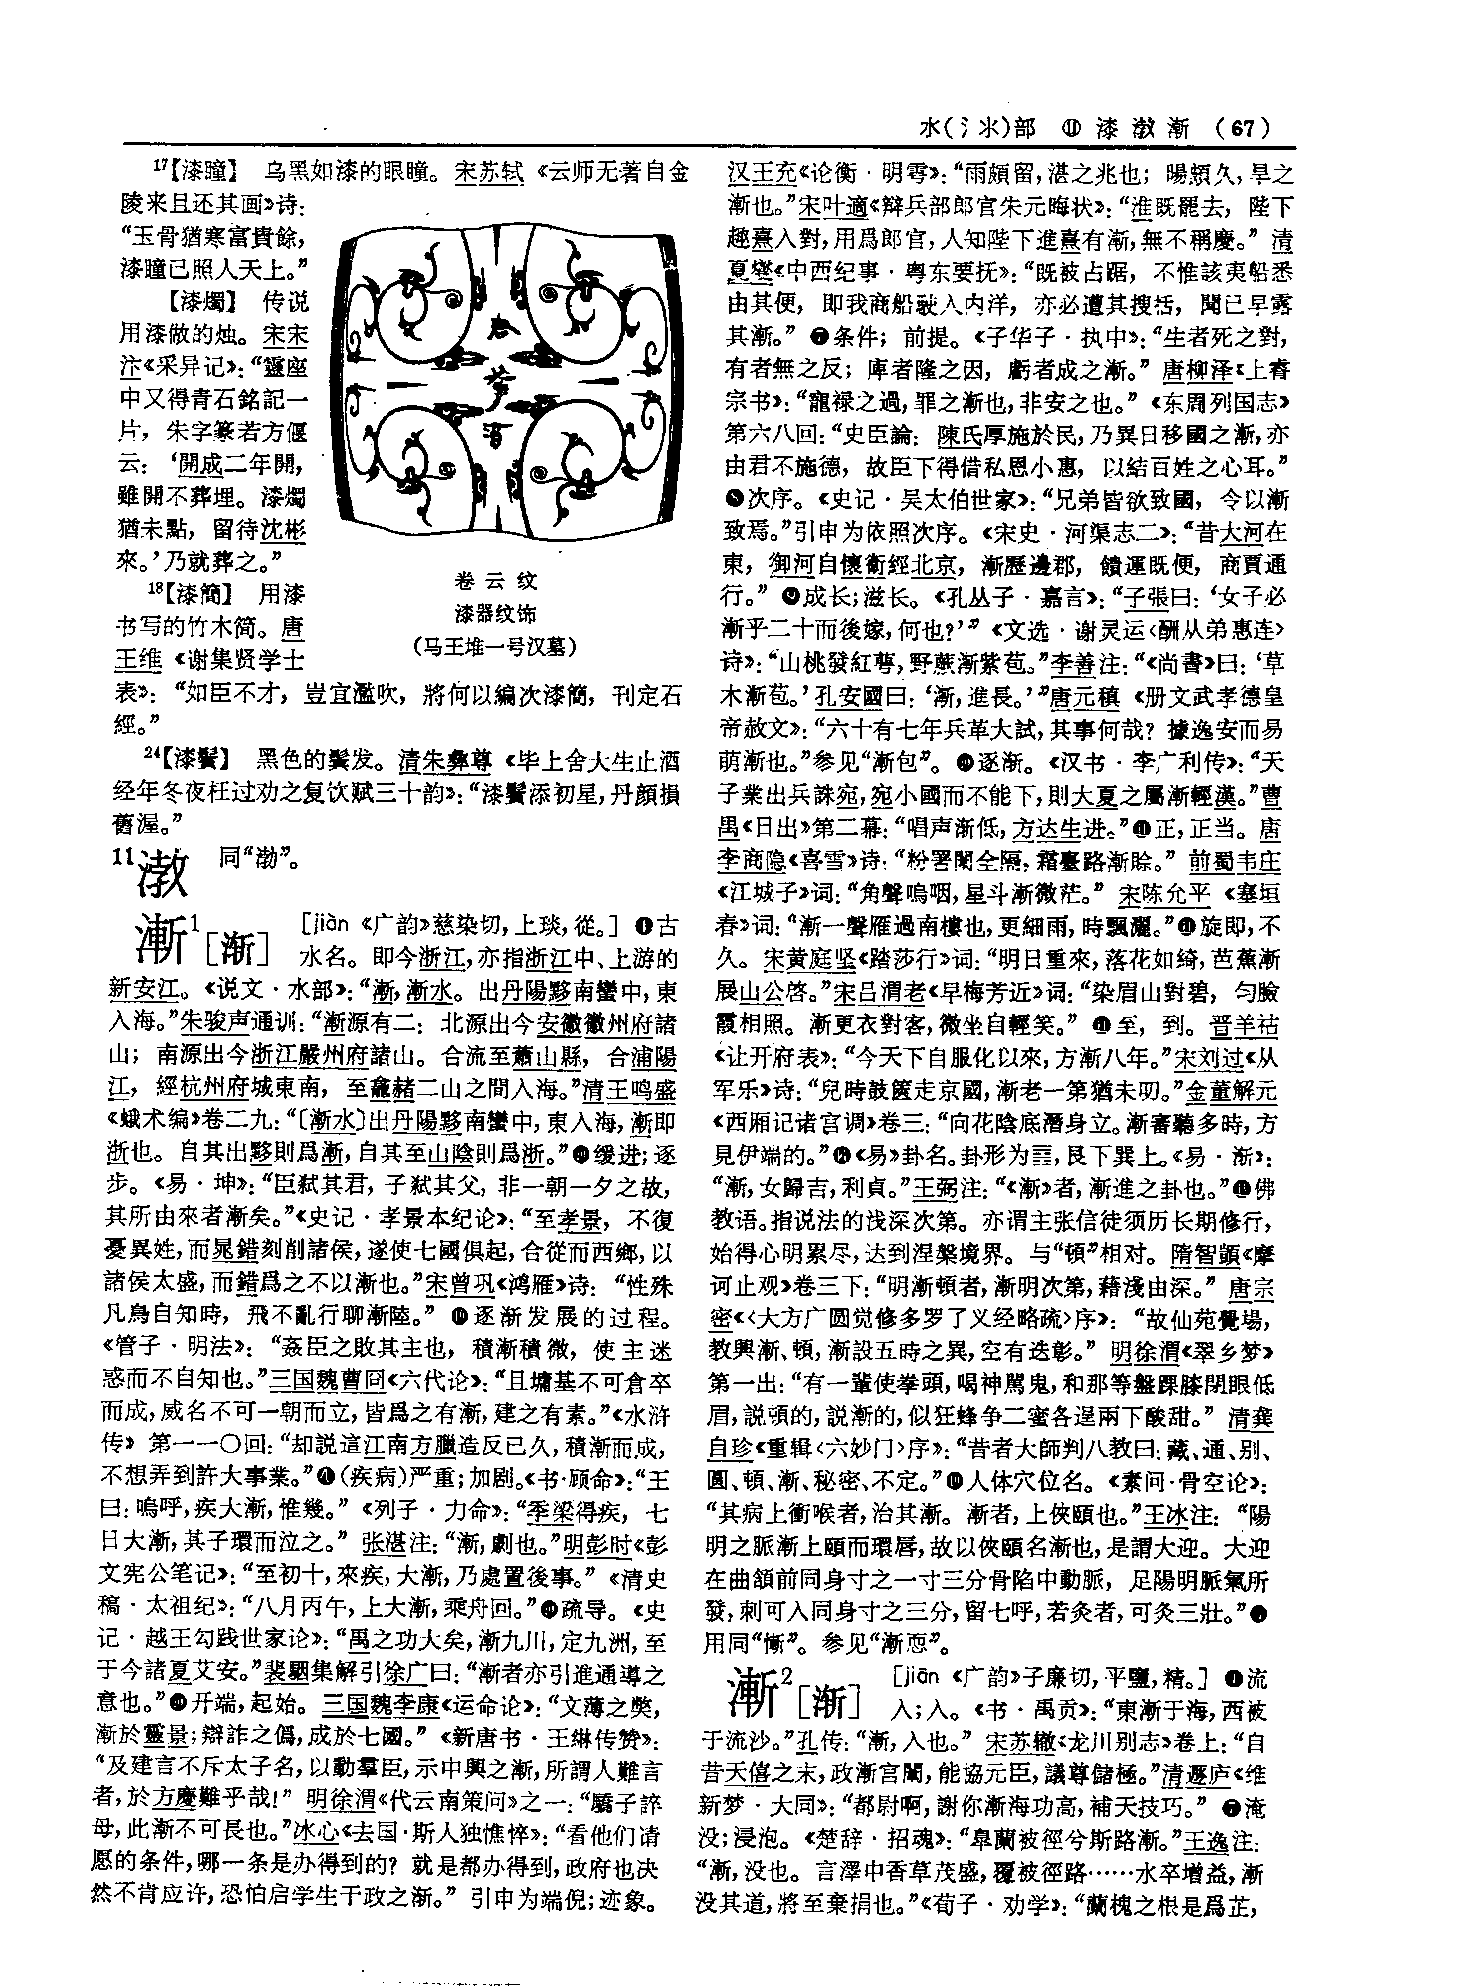 水(氵氺)部 ⑪ 漆 渤 漸 (67)
17【漆瞳】 乌黑如漆的眼瞳。宋苏轼《云师无著自金
陵来且还其画》诗:
“玉骨猶寒富貴餘,
漆瞳已照人天上。”
【漆燭】 传说
用漆做的烛。宋宋
汴《采异记》:“靈座
中又得青石銘記一
片, 朱字篆若方偃
云: ‘開成二年開,
雖開不葬埋。漆燭
猶未點, 留待沈彬
來。’乃就葬之。”
18【漆簡】 用漆
书写的竹木简。唐
王维《谢集贤学士
表》: “如臣不才, 豈宜濫吹, 將何以編次漆簡, 刊定石
經。”
24【漆鬢】 黑色的鬓发。清朱彝尊《毕上舍大生止酒
经年冬夜枉过劝之复饮赋三十韵》:“漆鬢添初星,丹顔損
舊渥。”
卷云纹
漆器纹饰
(马王堆一号汉墓)
11 同“渤”。
漸1[渐] [jiàn《广韵》慈染切,上琰,從。] ❶古
水名。即今浙江,亦指浙江中、上游的
新安江。《说文·水部》:“漸,漸水。出丹陽黟南蠻中,東
入海。”朱骏声通训:“漸源有二: 北源出今安徽徽州府諸
山; 南源出今浙江嚴州府諸山。合流至蕭山縣, 合浦陽
江, 經杭州府城東南, 至龕赭二山之間入海。”清王鸣盛
《蛾术编》卷二九:“〔漸水〕出丹陽黟南蠻中,東入海,漸即
浙也。自其出黟則爲漸,自其至山陰則爲浙。”❷缓进;逐
步。《易·坤》:“臣弑其君, 子弑其父, 非一朝一夕之故,
其所由來者漸矣。”《史记·孝景本纪论》:“至孝景, 不復
憂異姓,而晁錯刻削諸侯,遂使七國俱起,合從而西鄉,以
諸侯太盛,而錯爲之不以漸也。”宋曾巩《鸿雁》诗: “性殊
凡鳥自知時, 飛不亂行聊漸陸。” ❸逐渐发展的过程。
《管子·明法》: “姦臣之敗其主也, 積漸積微, 使主迷
惑而不自知也。”三国魏曹冏《六代论》:“且墉基不可倉卒
而成,威名不可一朝而立,皆爲之有漸,建之有素。”《水浒
传》第一一〇回:“却説這江南方臘造反已久,積漸而成,
不想弄到許大事業。”❹(疾病)严重;加剧。《书·顾命》:“王
曰:嗚呼,疾大漸,惟幾。”《列子·力命》:“季梁得疾, 七
日大漸,其子環而泣之。” 张湛注:“漸,劇也。”明彭时《彭
文宪公笔记》:“至初十,來疾,大漸,乃處置後事。”《清史
稿·太祖纪》:“八月丙午,上大漸,乘舟回。”❺疏导。《史
记·越王勾践世家论》:“禹之功大矣,漸九川,定九洲,至
于今諸夏艾安。”裴駰集解引徐广曰:“漸者亦引進通導之
意也。”❻开端,起始。三国魏李康《运命论》:“文薄之獘,
漸於靈景;辯詐之僞,成於七國。”《新唐书·王綝传赞》:
“及建言不斥太子名,以動羣臣,示中興之漸,所謂人難言
者,於方慶難乎哉!” 明徐渭《代云南策问》之一:“驕子誶
母,此漸不可長也。”冰心《去国·斯人独憔悴》:“看他们请
愿的条件,哪一条是办得到的? 就是都办得到,政府也决
然不肯应许,恐怕启学生干政之渐。” 引申为端倪;迹象。
汉王充《论衡·明雩》:“雨頗留,湛之兆也; 暘頗久,旱之
漸也。”宋叶適《辩兵部郎官朱元晦状》:“淮既罷去, 陛下
趣熹入對,用爲郎官,人知陛下進熹有漸,無不稱慶。”清
夏燮《中西纪事·粤东要抚》:“既被占踞, 不惟該夷船悉
由其便, 即我商船駛入内洋, 亦必遭其搜括, 聞已早露
其漸。” ❼条件; 前提。《子华子·执中》:“生者死之對,
有者無之反; 庳者隆之因, 虧者成之漸。”唐柳泽《上睿
宗书》:“寵禄之過,罪之漸也,非安之也。”《东周列国志》
第六八回:“史臣論: 陳氏厚施於民,乃異日移國之漸,亦
由君不施德, 故臣下得借私恩小惠, 以結百姓之心耳。”
❽次序。《史记·吴太伯世家》:“兄弟皆欲致國, 令以漸
致焉。”引申为依照次序。《宋史·河渠志二》:“昔大河在
東, 御河自懷衛經北京, 漸歷邊郡, 饋運既便, 商賈通
行。” ❾成长;滋长。《孔丛子·嘉言》:“子張曰: ‘女子必
漸乎二十而後嫁,何也?’”《文选·谢灵运〈酬从弟惠连〉
诗》:“山桃發紅萼,野蕨漸紫苞。”李善注:“《尚書》曰:‘草
木漸苞。’孔安國曰:‘漸,進長。’”唐元稹《册文武孝德皇
帝赦文》:“六十有七年兵革大試,其事何哉? 據逸安而易
萌漸也。”参见“漸包”。❿逐渐。《汉书·李广利传》:“天
子業出兵誅宛,宛小國而不能下,則大夏之屬漸輕漢。”曹
禺《日出》第二幕:“唱声渐低,方达生进。”⓫正,正当。唐
李商隐《喜雪》诗:“粉署闈全隔,霜臺路漸賒。”前蜀韦庄
《江城子》词:“角聲嗚咽,星斗漸微茫。” 宋陈允平《塞垣
春》词:“漸一聲雁過南樓也,更細雨,時飄灑。”⓬旋即,不
久。宋黄庭坚《踏莎行》词:“明日重來,落花如綺,芭蕉漸
展山公啓。”宋吕渭老《早梅芳近》词:“染眉山對碧, 匀臉
霞相照。漸更衣對客,微坐自輕笑。” ⓭至, 到。晋羊祜
《让开府表》:“今天下自服化以來,方漸八年。”宋刘过《从
军乐》诗:“兒時鼓篋走京國,漸老一第猶未叨。”金董解元
《西厢记诸宫调》卷三:“向花陰底潛身立。漸審聽多時,方
見伊端的。”⓮《易》卦名。卦形为䷴,艮下巽上。《易·渐》:
“漸,女歸吉,利貞。”王弼注:“《漸》者,漸進之卦也。”⓯佛
教语。指说法的浅深次第。亦谓主张信徒须历长期修行,
始得心明累尽,达到涅槃境界。与“頓”相对。隋智顗《摩
诃止观》卷三下:“明漸頓者,漸明次第,藉淺由深。” 唐宗
密《〈大方广圆觉修多罗了义经略疏〉序》: “故仙苑覺場,
教興漸、頓,漸設五時之異,空有迭彰。” 明徐渭《翠乡梦》
第一出:“有一輩使拳頭,喝神駡鬼,和那等盤踝膝閉眼低
眉,説頓的,説漸的,似狂蜂争二蜜各逞兩下酸甜。” 清龚
自珍《重辑〈六妙门〉序》:“昔者大師判八教曰:藏、通、别、
圓、頓、漸、秘密、不定。”⓰人体穴位名。《素问·骨空论》:
“其病上衝喉者,治其漸。漸者,上俠頤也。”王冰注: “陽
明之脈漸上頤而環唇,故以俠頤名漸也,是謂大迎。大迎
在曲頷前同身寸之一寸三分骨陷中動脈, 足陽明脈氣所
發,刺可入同身寸之三分,留七呼,若灸者,可灸三壯。”⓱
用同“慚”。参见“漸恧”。
漸2[渐] [jiān《广韵》子廉切,平鹽,精。] ❶流
入;入。《书·禹贡》:“東漸于海,西被
于流沙。”孔传:“漸,入也。” 宋苏辙《龙川别志》卷上:“自
昔天僖之末,政漸宫闈,能協元臣,議尊儲極。”清蘧庐《维
新梦·大同》:“都尉啊,謝你漸海功高,補天技巧。” ❷淹
没;浸泡。《楚辞·招魂》:“皐蘭被徑兮斯路漸。”王逸注:
“漸,没也。言澤中香草茂盛,覆被徑路……水卒增益,漸
没其道,將至棄捐也。”《荀子·劝学》:“蘭槐之根是爲芷,